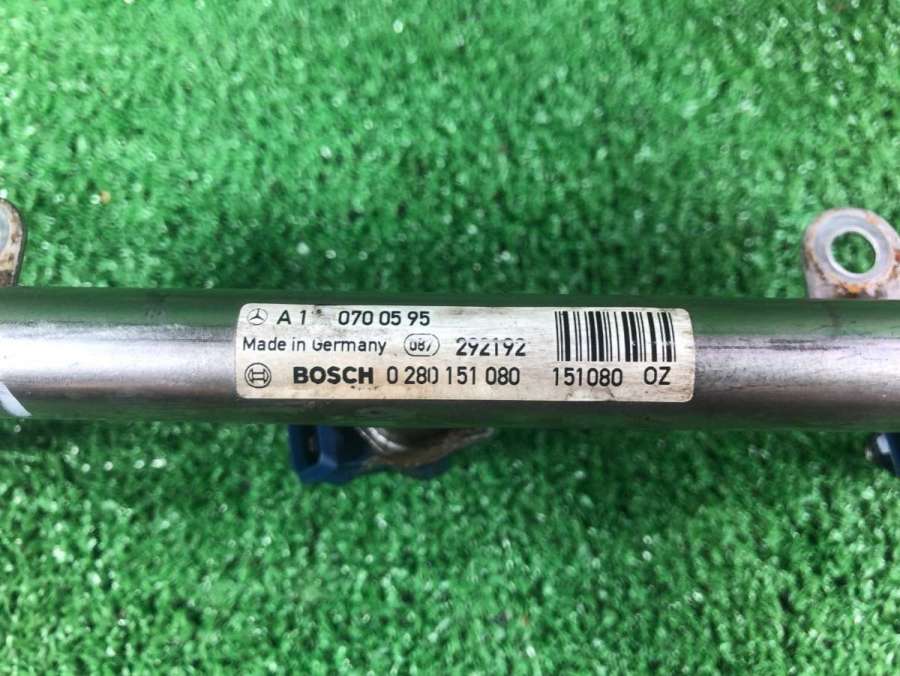 A 1 070 05 95
Made in Germany 087 292192
BOSCH 0 280 151 080 151080 OZ